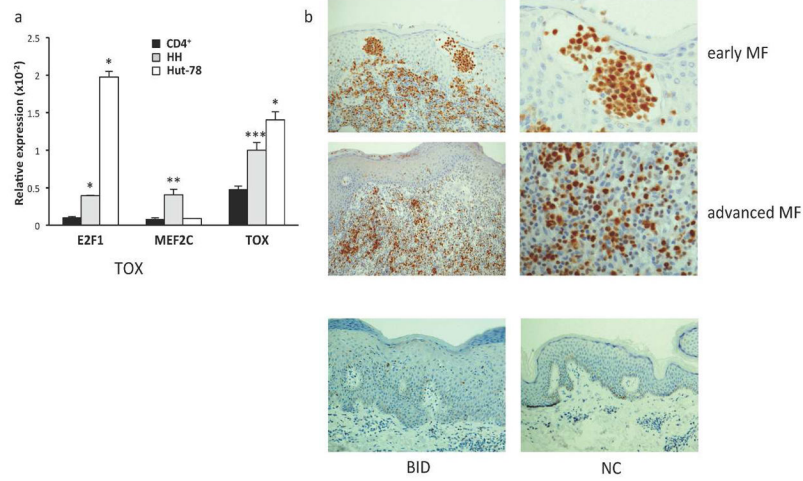 a
b
CD4⁺
HH
Hut-78
Relative expression (x10⁻²)
2.5
2
1.5
1
0.5
0
*
*
**
***
*
E2F1
MEF2C
TOX
TOX
early MF
advanced MF
BID
NC